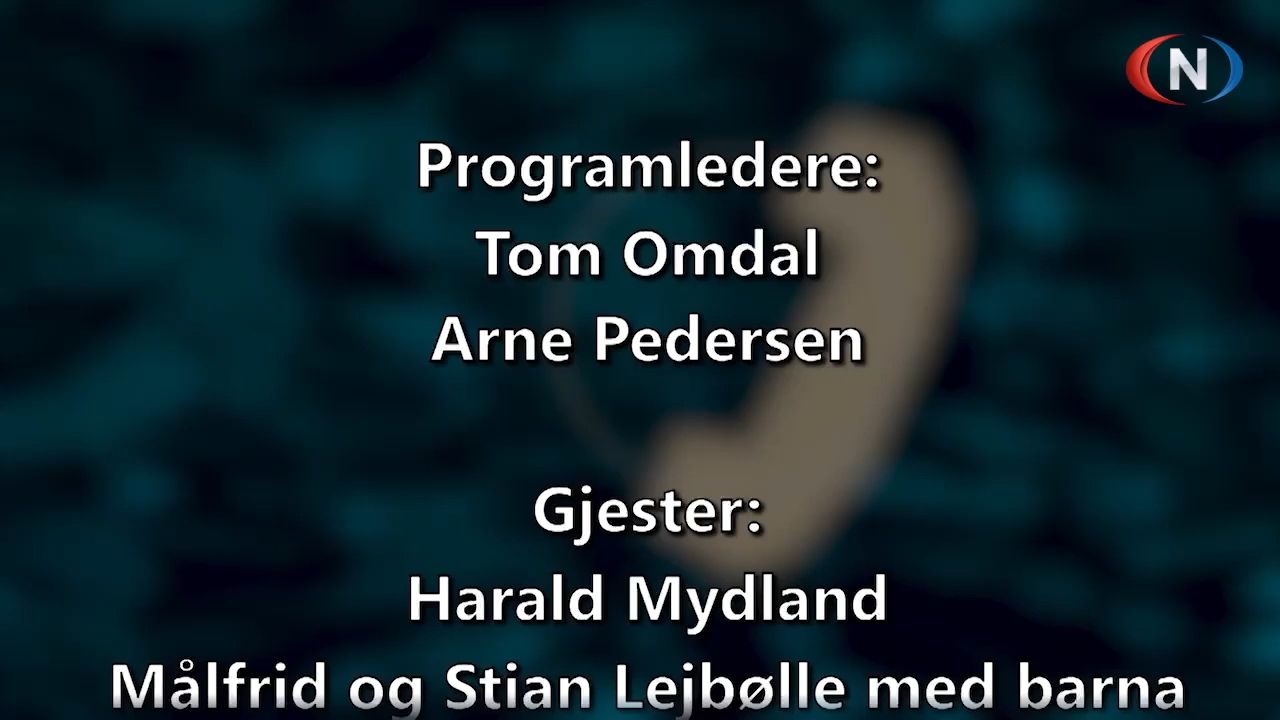 N
Programledere:
Tom Omdal
Arne Pedersen
Gjester:
Harald Mydland
Målfrid og Stian Lejbølle med barna